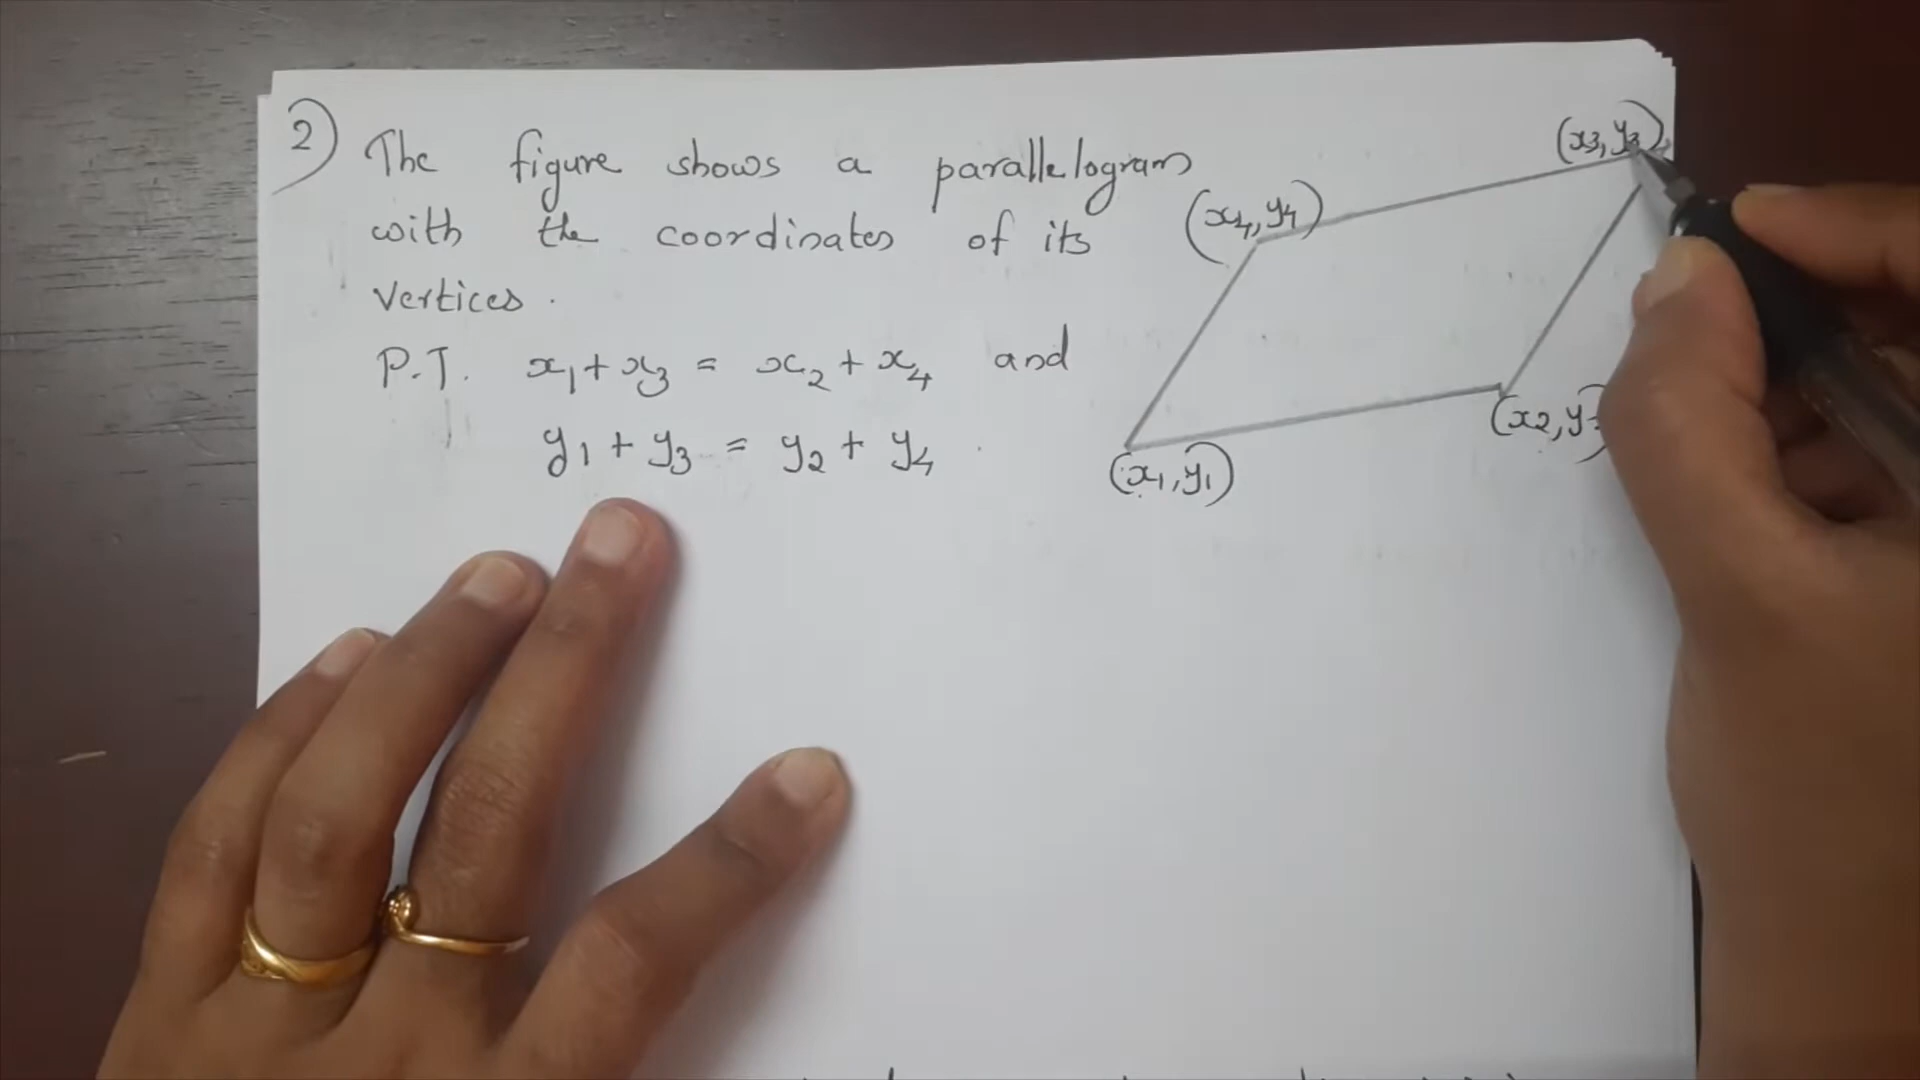 2) The figure shows a parallelogram
with the coordinates of its
vertices.
P.T. x₁ + x₃ = x₂ + x₄ and
y₁ + y₃ = y₂ + y₄.
(x₃, y₃)
(x₄, y₄)
(x₂, y
(x₁, y₁)